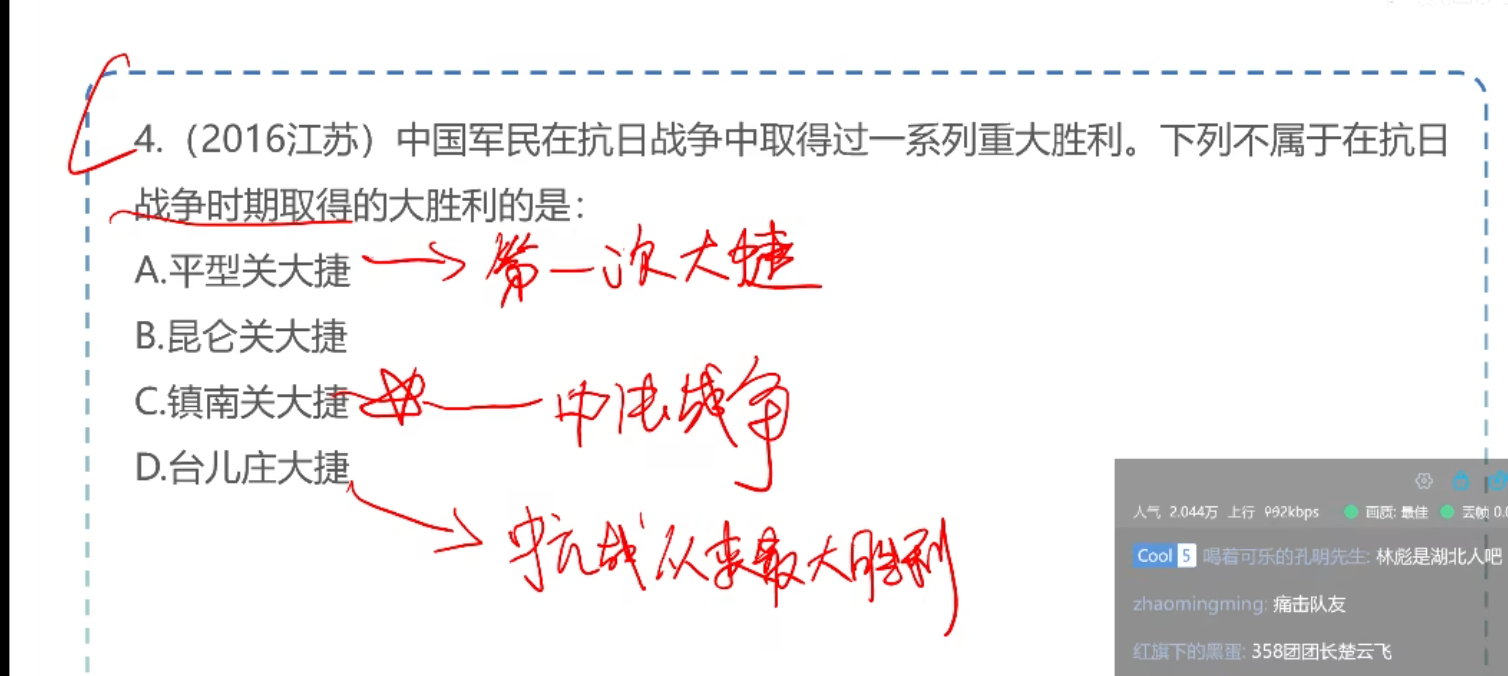 4.（2016江苏）中国军民在抗日战争中取得过一系列重大胜利。下列不属于在抗日
战争时期取得的大胜利的是：
A.平型关大捷 第一次大捷
B.昆仑关大捷
C.镇南关大捷 中法战争
D.台儿庄大捷
抗战以来最大胜利
人气 2.044万 上行 992kbps 画质: 最佳 丢帧 0.0
Cool 5 喝着可乐的孔明先生: 林彪是湖北人吧
zhaomingming: 痛击队友
红旗下的黑蛋: 358团团长楚云飞